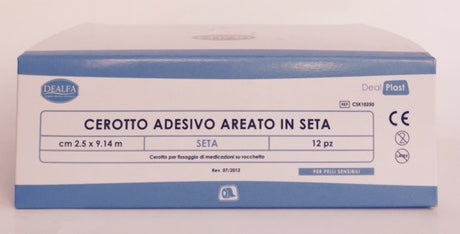 DEALFA
Deal Plast
REF CSK10250
CEROTTO ADESIVO AREATO IN SETA
cm 2.5 x 9.14 m SETA 12 pz
Cerotto per fissaggio di medicazioni su rocchetto
Rev. 07/2012
PER PELLI SENSIBILI
CE